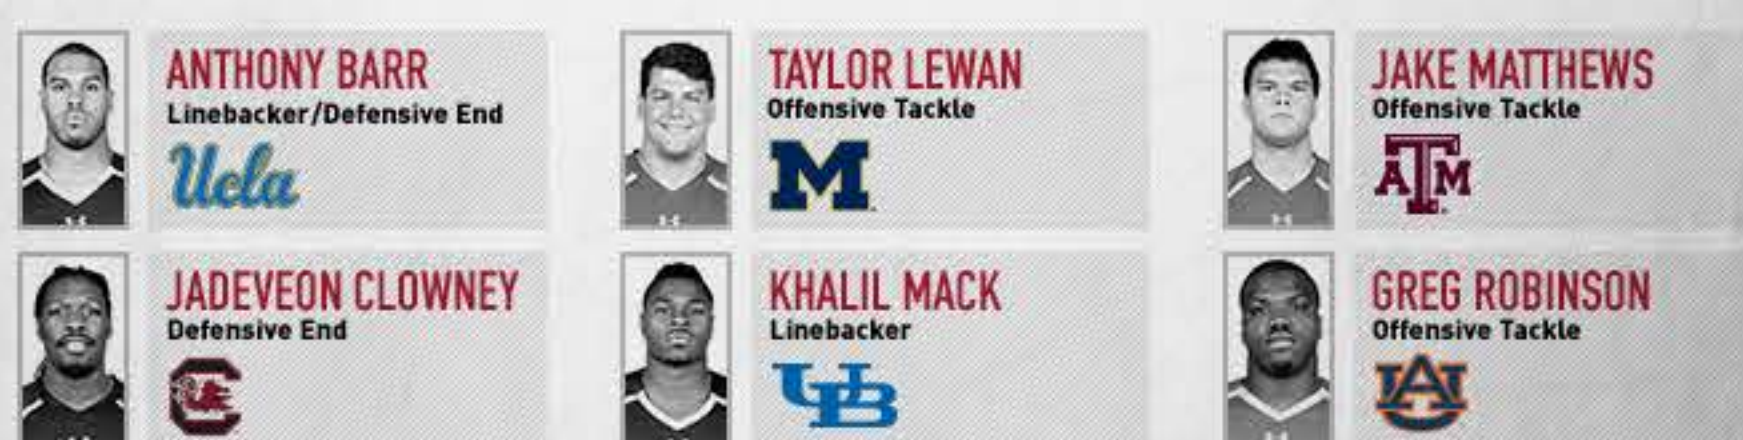 ANTHONY BARR
Linebacker/Defensive End
Ucla
TAYLOR LEWAN
Offensive Tackle
M
JAKE MATTHEWS
Offensive Tackle
ATM
JADEVEON CLOWNEY
Defensive End
C
KHALIL MACK
Linebacker
UB
GREG ROBINSON
Offensive Tackle
AU